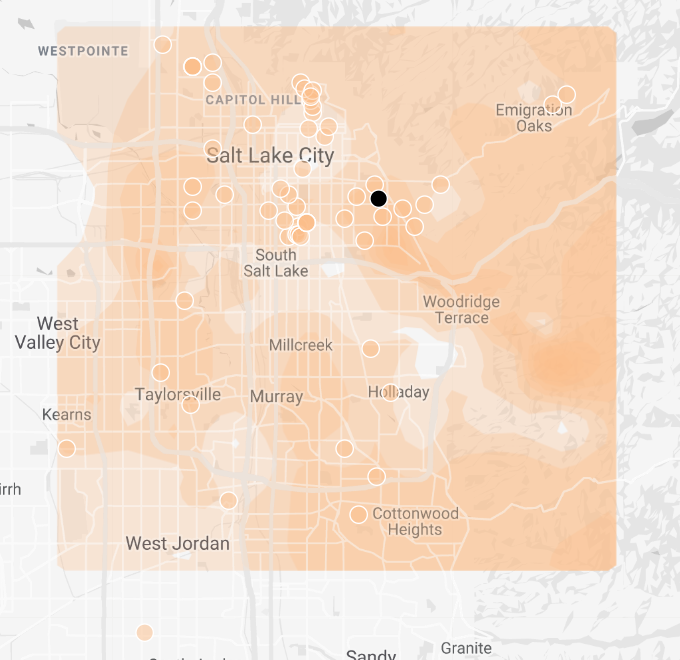 WESTPOINTE
CAPITOL HILL
Emigration
Oaks
Salt Lake City
South
Salt Lake
Woodridge
Terrace
West
Valley City
Millcreek
Taylorsville
Murray
Holladay
Kearns
irrh
Cottonwood
Heights
West Jordan
Granite
Sandy